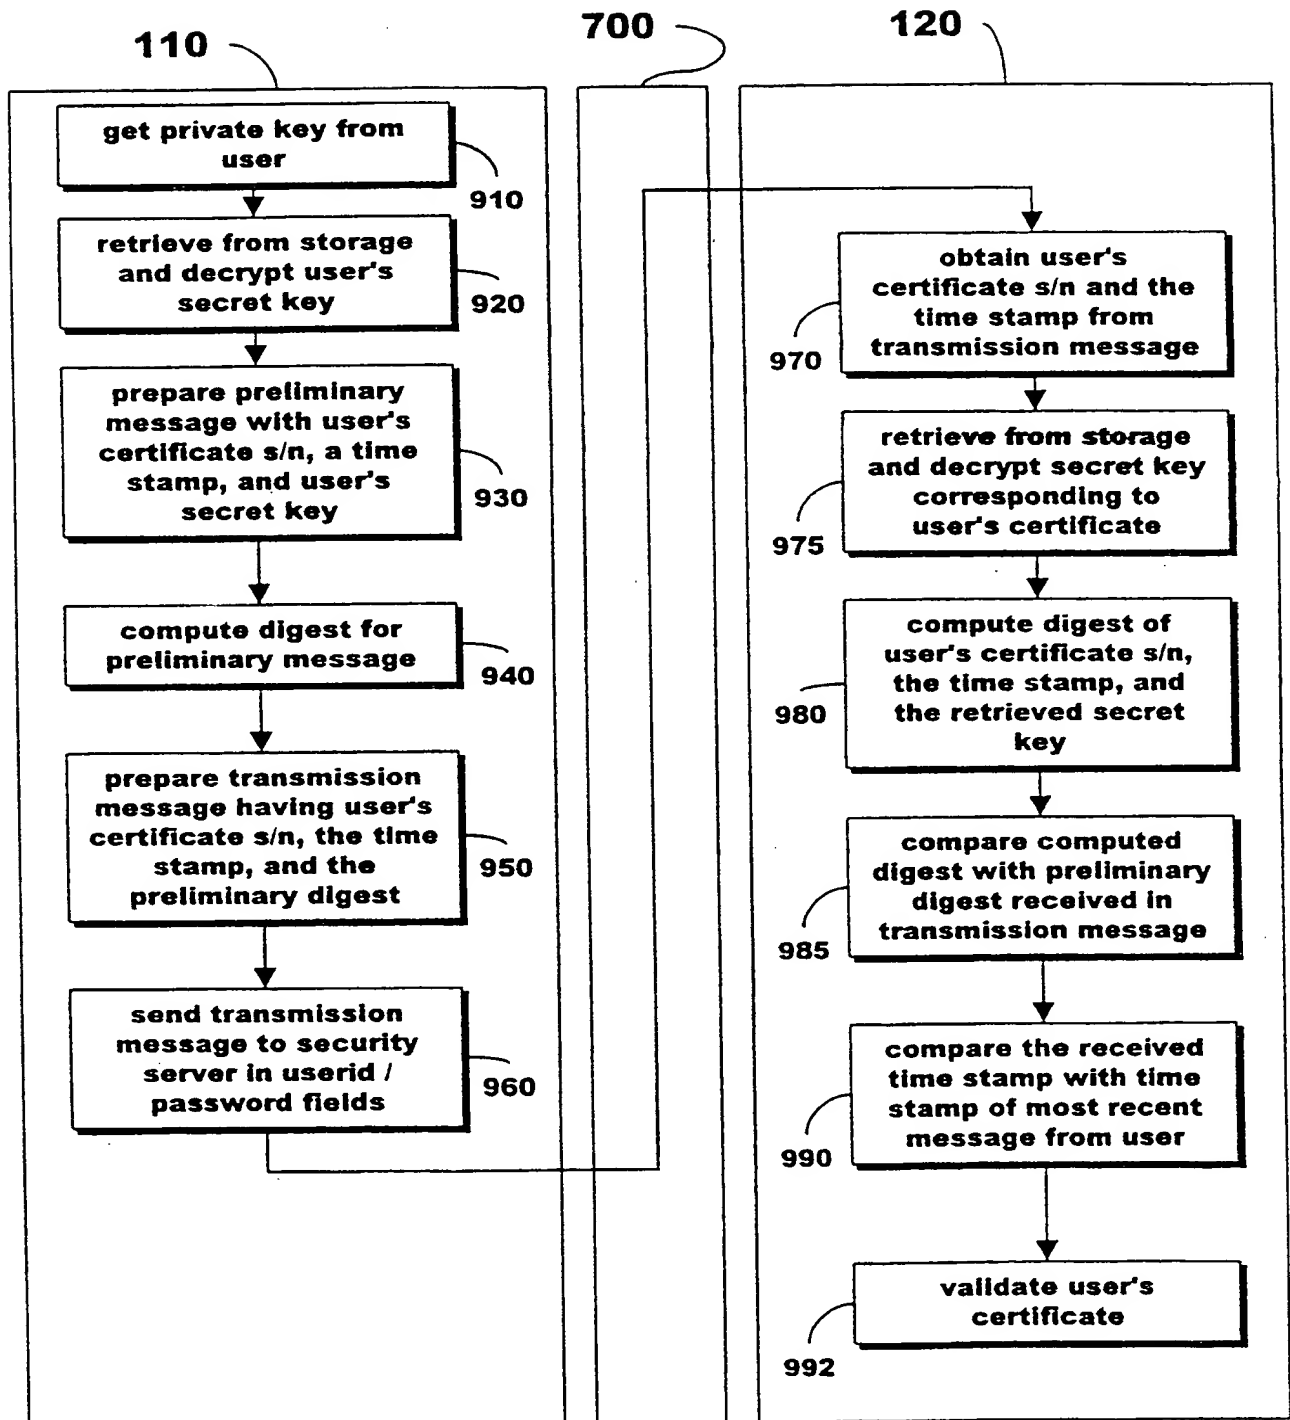 110
700
120
get private key from
user
910
retrieve from storage
and decrypt user's
secret key
920
prepare preliminary
message with user's
certificate s/n, a time
stamp, and user's
secret key
930
compute digest for
preliminary message
940
prepare transmission
message having user's
certificate s/n, the time
stamp, and the
preliminary digest
950
send transmission
message to security
server in userid /
password fields
960
obtain user's
certificate s/n and the
time stamp from
transmission message
970
retrieve from storage
and decrypt secret key
corresponding to
user's certificate
975
compute digest of
user's certificate s/n,
the time stamp, and
the retrieved secret
key
980
compare computed
digest with preliminary
digest received in
transmission message
985
compare the received
time stamp with time
stamp of most recent
message from user
990
validate user's
certificate
992